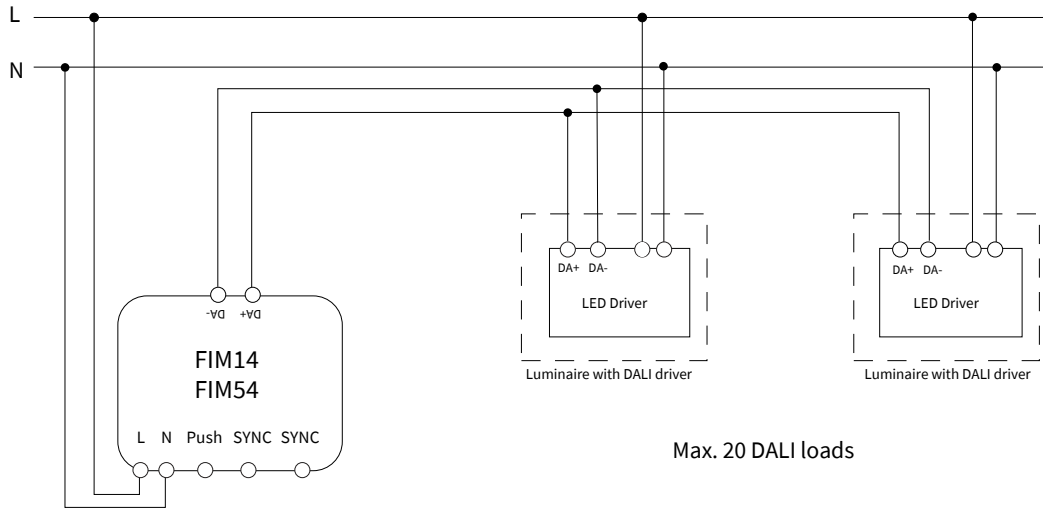 L
N
DA+ DA-
LED Driver
Luminaire with DALI driver
DA+ DA-
LED Driver
Luminaire with DALI driver
DA- DA+
FIM14
FIM54
L N Push SYNC SYNC
Max. 20 DALI loads